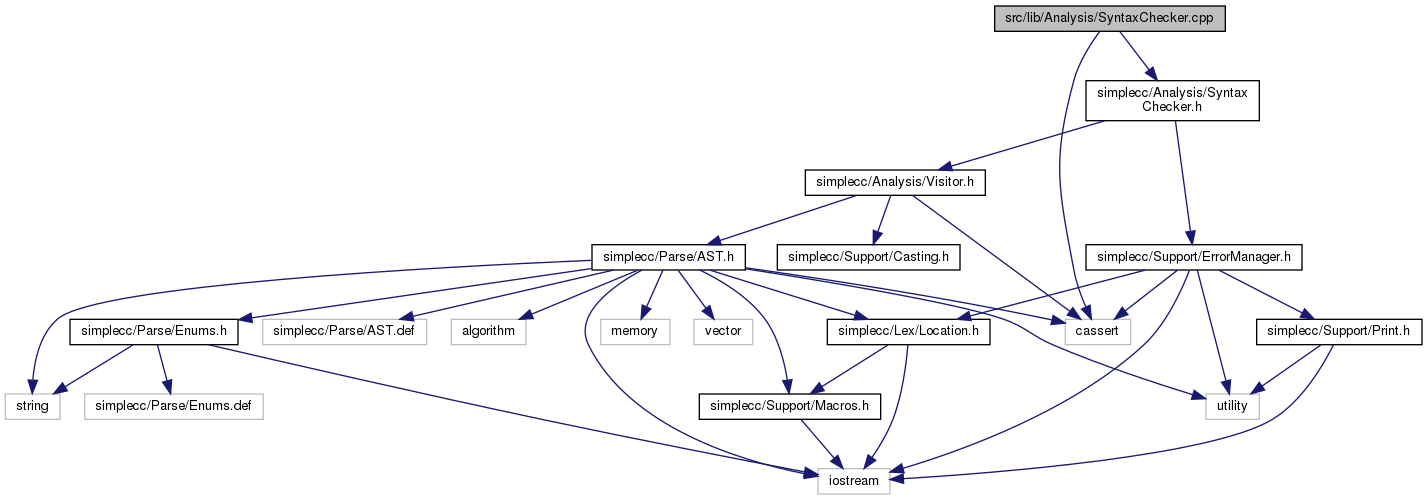 src/lib/Analysis/SyntaxChecker.cpp
simplecc/Analysis/Syntax
Checker.h
simplecc/Analysis/Visitor.h
simplecc/Parse/AST.h
simplecc/Support/Casting.h
simplecc/Support/ErrorManager.h
simplecc/Parse/Enums.h
simplecc/Parse/AST.def
algorithm
memory
vector
simplecc/Lex/Location.h
cassert
simplecc/Support/Print.h
string
simplecc/Parse/Enums.def
simplecc/Support/Macros.h
utility
iostream